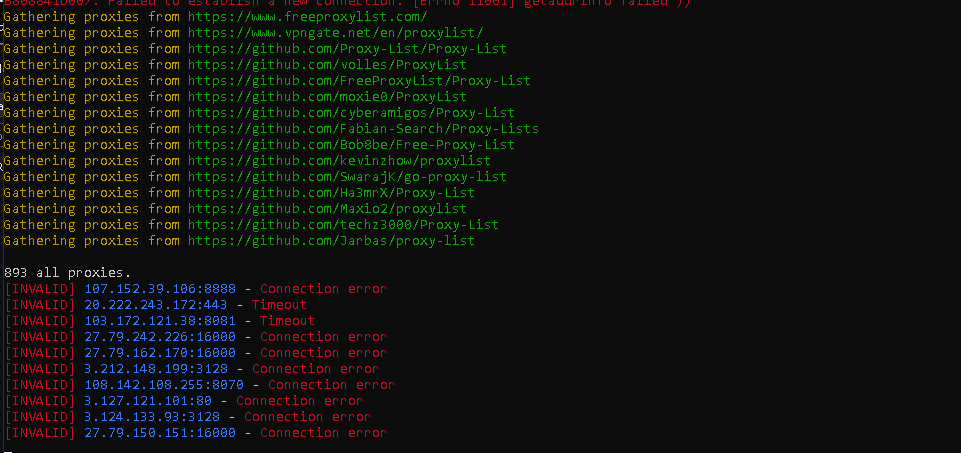 Failed to establish a new connection: [Errno 11001] getaddrinfo failed'))
Gathering proxies from https://www.freeproxylist.com/
Gathering proxies from https://www.vpngate.net/en/proxylist/
Gathering proxies from https://github.com/Proxy-List/Proxy-List
Gathering proxies from https://github.com/volles/ProxyList
Gathering proxies from https://github.com/FreeProxyList/Proxy-List
Gathering proxies from https://github.com/moxie0/ProxyList
Gathering proxies from https://github.com/cyberamigos/Proxy-List
Gathering proxies from https://github.com/Fabian-Search/Proxy-Lists
Gathering proxies from https://github.com/Bob8be/Free-Proxy-List
Gathering proxies from https://github.com/kevinzhow/proxylist
Gathering proxies from https://github.com/SwarajK/go-proxy-list
Gathering proxies from https://github.com/Ha3mrX/Proxy-List
Gathering proxies from https://github.com/Maxio2/proxylist
Gathering proxies from https://github.com/techz3000/Proxy-List
Gathering proxies from https://github.com/Jarbas/proxy-list
893 all proxies.
[INVALID] 107.152.39.106:8888 - Connection error
[INVALID] 20.222.243.172:443 - Timeout
[INVALID] 103.172.121.38:8081 - Timeout
[INVALID] 27.79.242.226:16000 - Connection error
[INVALID] 27.79.162.170:16000 - Connection error
[INVALID] 3.212.148.199:3128 - Connection error
[INVALID] 108.142.108.255:8070 - Connection error
[INVALID] 3.127.121.101:80 - Connection error
[INVALID] 3.124.133.93:3128 - Connection error
[INVALID] 27.79.150.151:16000 - Connection error